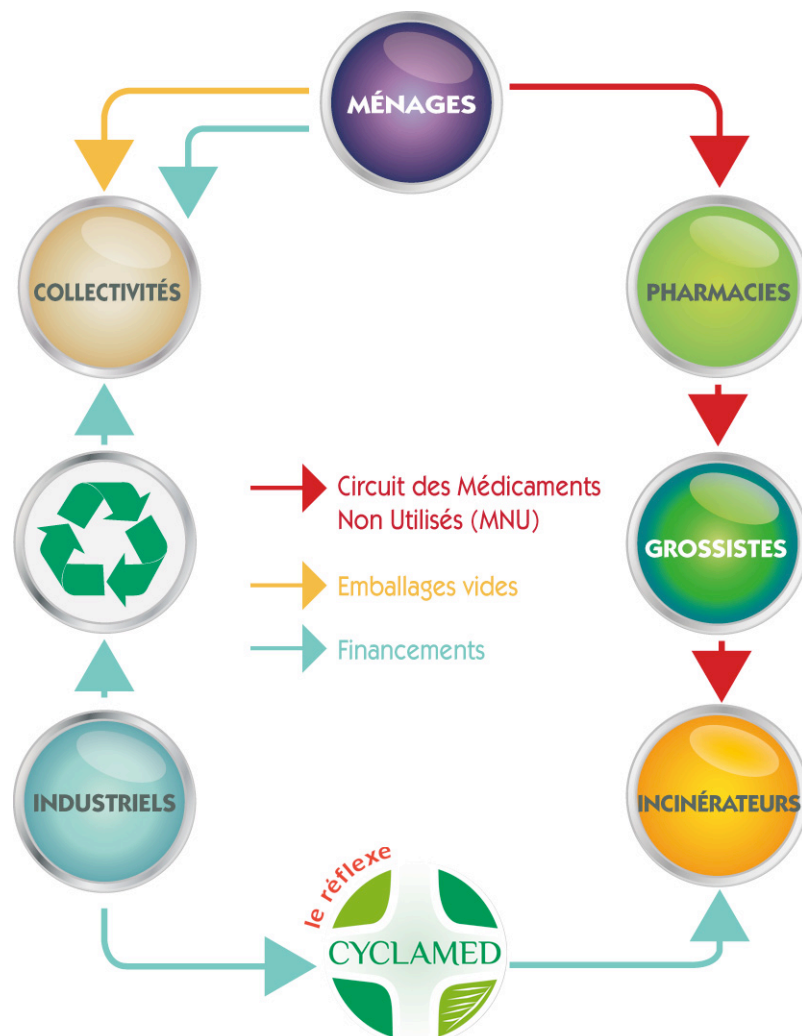 MÉNAGES
COLLECTIVITÉS
PHARMACIES
Circuit des Médicaments
Non Utilisés (MNU)
GROSSISTES
Emballages vides
Financements
INDUSTRIELS
INCINÉRATEURS
le réflexe
CYCLAMED